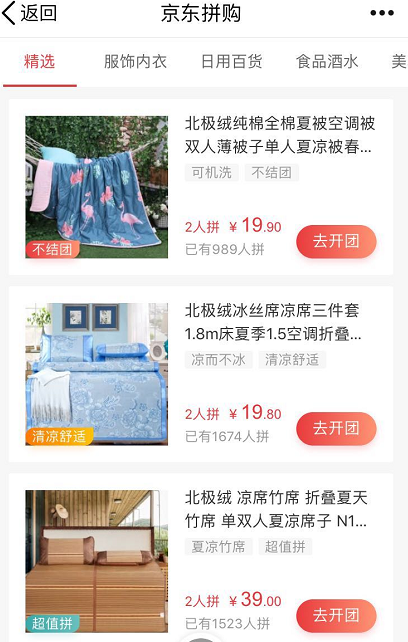 返回
京东拼购
精选
服饰内衣
日用百货
食品酒水
美
北极绒纯棉全棉夏被空调被
双人薄被子单人夏凉被春...
可机洗
不结团
不结团
2人拼 ￥19.90
已有989人拼
去开团
北极绒冰丝席凉席三件套
1.8m床夏季1.5空调折叠...
凉而不冰
清凉舒适
清凉舒适
2人拼 ￥19.80
已有1674人拼
去开团
北极绒 凉席竹席 折叠夏天
竹席 单双人夏凉席子 N1...
夏凉竹席
超值拼
超值拼
2人拼 ￥39.00
已有1523人拼
去开团